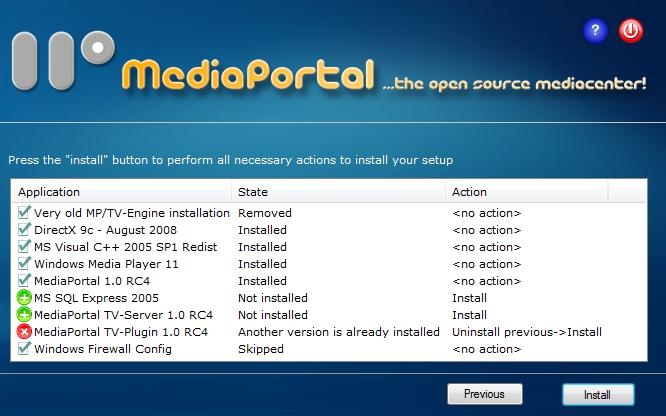 ?
MediaPortal ...the open source mediacenter!
Press the "install" button to perform all necessary actions to install your setup
Application State Action
Very old MP/TV-Engine installation Removed <no action>
DirectX 9c - August 2008 Installed <no action>
MS Visual C++ 2005 SP1 Redist Installed <no action>
Windows Media Player 11 Installed <no action>
MediaPortal 1.0 RC4 Installed <no action>
MS SQL Express 2005 Not installed Install
MediaPortal TV-Server 1.0 RC4 Not installed Install
MediaPortal TV-Plugin 1.0 RC4 Another version is already installed Uninstall previous->Install
Windows Firewall Config Skipped <no action>
Previous Install